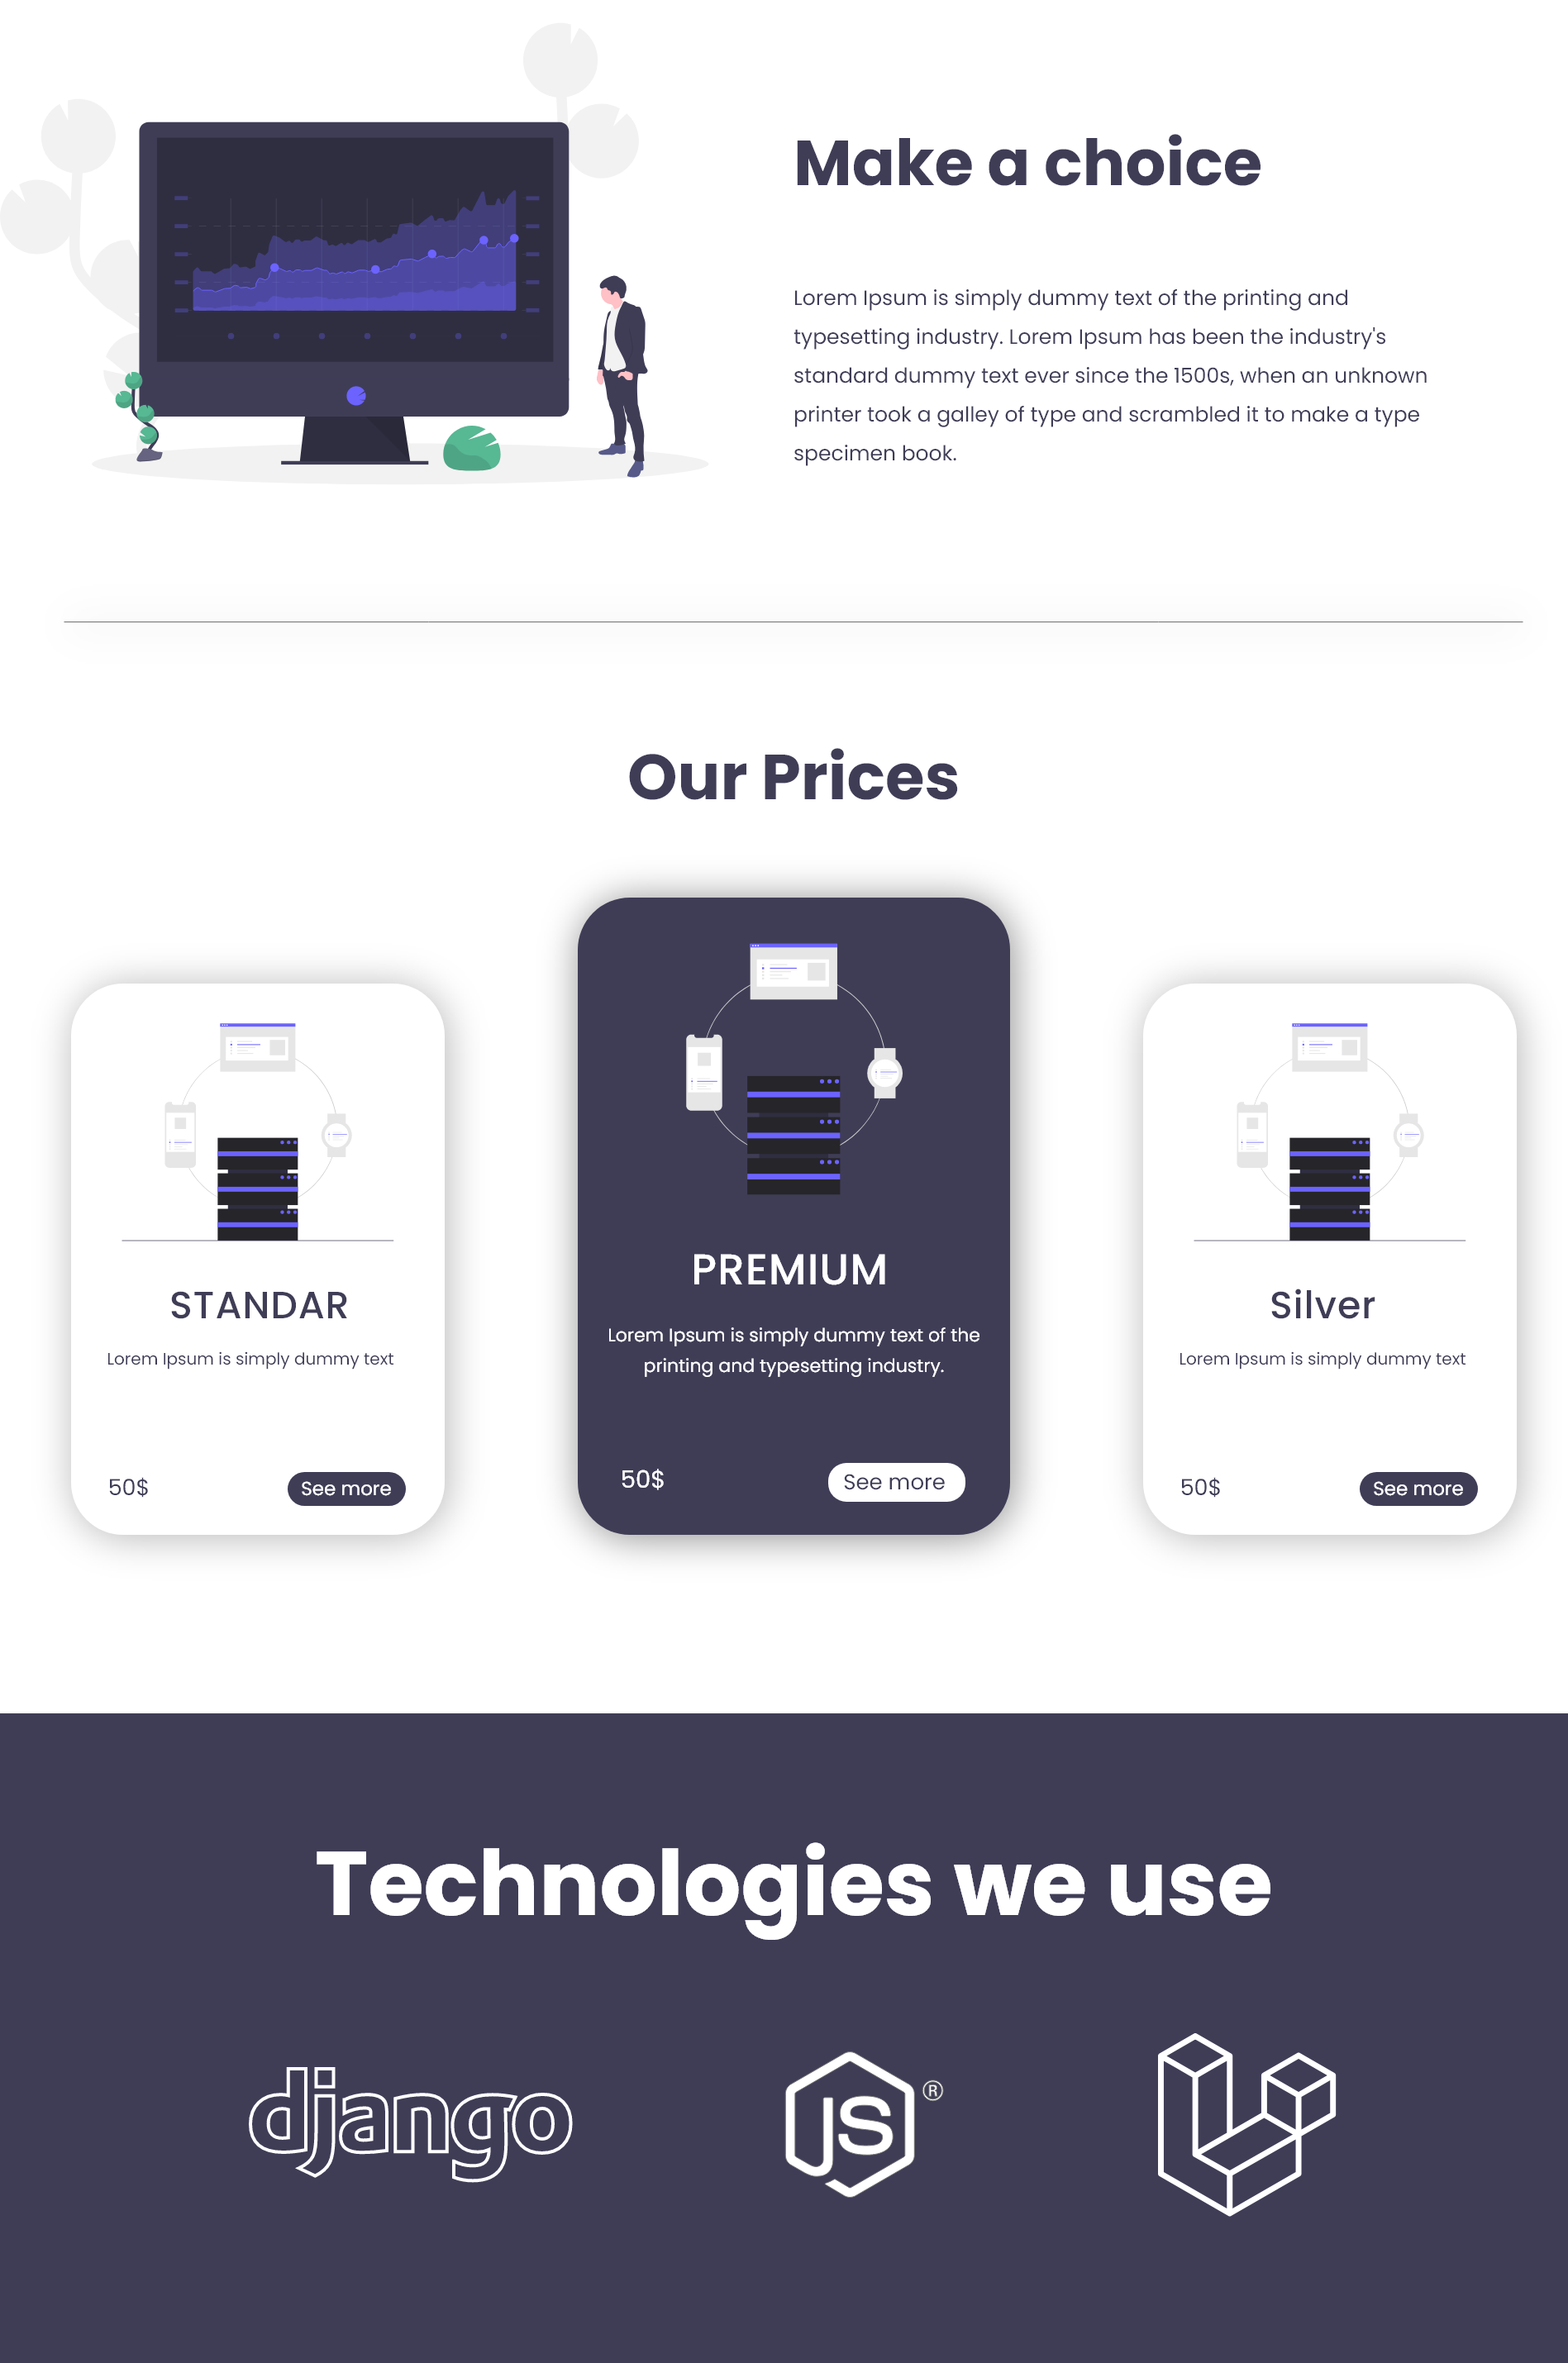 Make a choice
Lorem Ipsum is simply dummy text of the printing and
typesetting industry. Lorem Ipsum has been the industry's
standard dummy text ever since the 1500s, when an unknown
printer took a galley of type and scrambled it to make a type
specimen book.
Our Prices
STANDAR
Lorem Ipsum is simply dummy text
50$
See more
PREMIUM
Lorem Ipsum is simply dummy text of the
printing and typesetting industry.
50$
See more
Silver
Lorem Ipsum is simply dummy text
50$
See more
Technologies we use
django
JS®